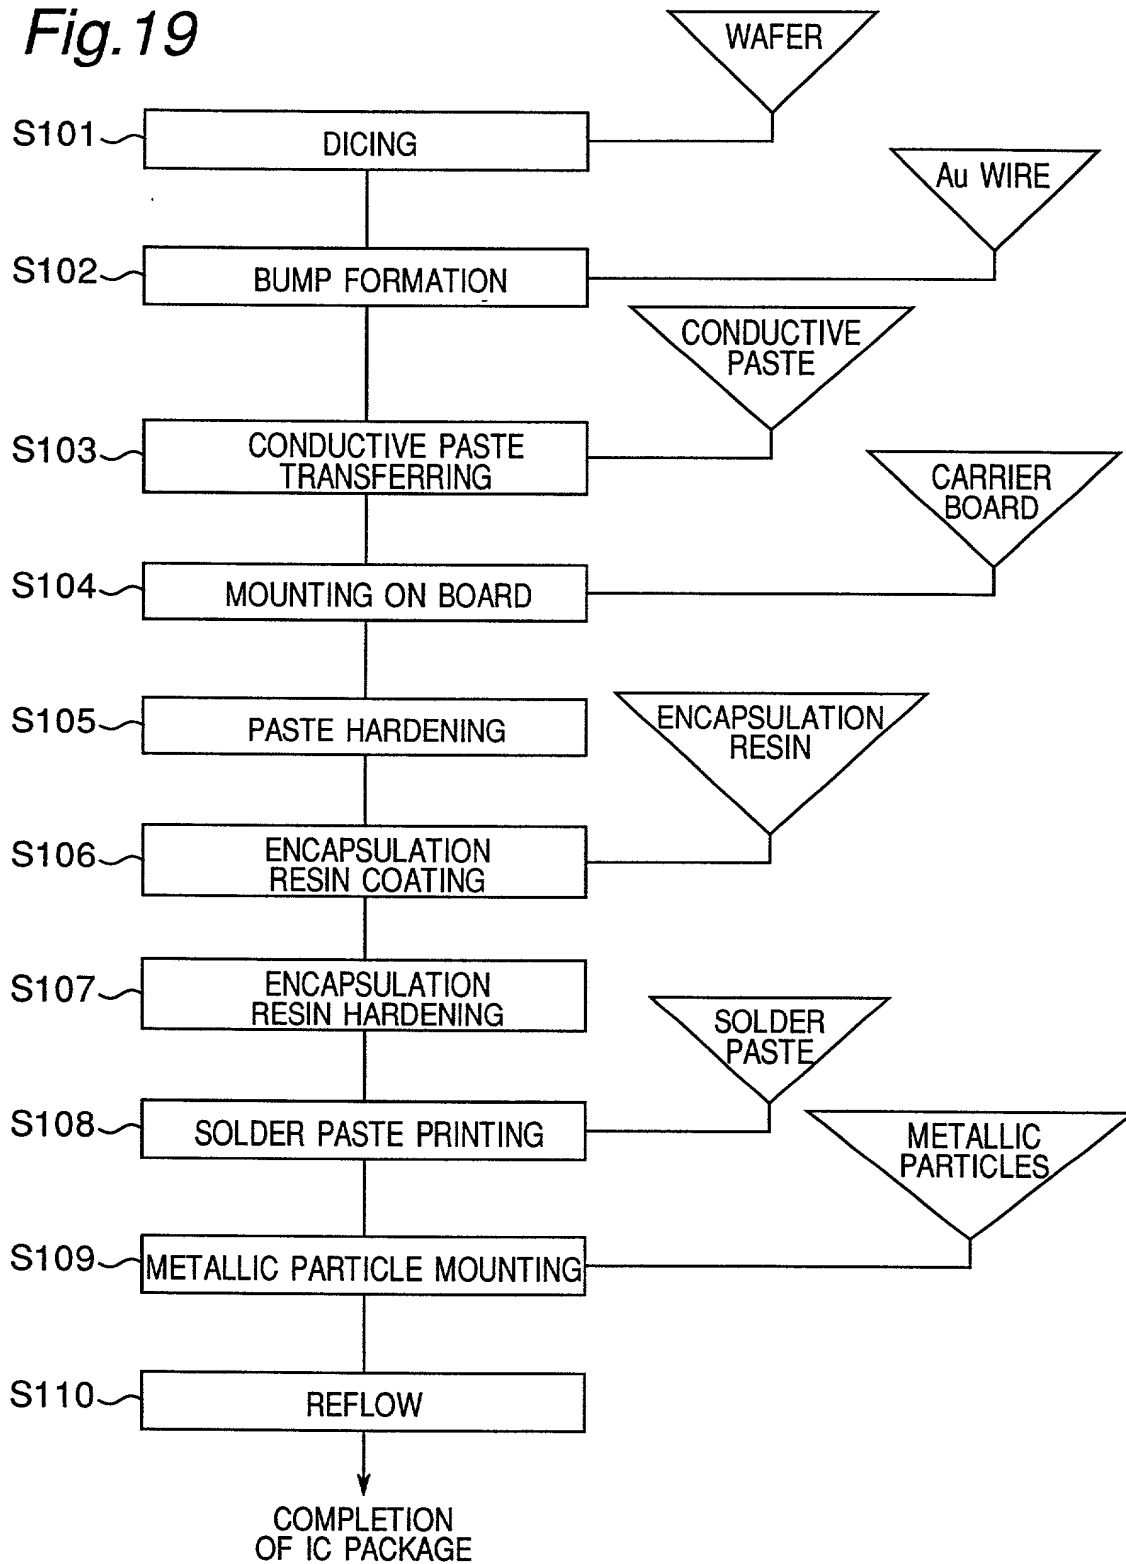 Fig.19
WAFER
S101
DICING
Au WIRE
S102
BUMP FORMATION
CONDUCTIVE
PASTE
S103
CONDUCTIVE PASTE
TRANSFERRING
CARRIER
BOARD
S104
MOUNTING ON BOARD
S105
PASTE HARDENING
ENCAPSULATION
RESIN
S106
ENCAPSULATION
RESIN COATING
S107
ENCAPSULATION
RESIN HARDENING
SOLDER
PASTE
S108
SOLDER PASTE PRINTING
METALLIC
PARTICLES
S109
METALLIC PARTICLE MOUNTING
S110
REFLOW
COMPLETION
OF IC PACKAGE